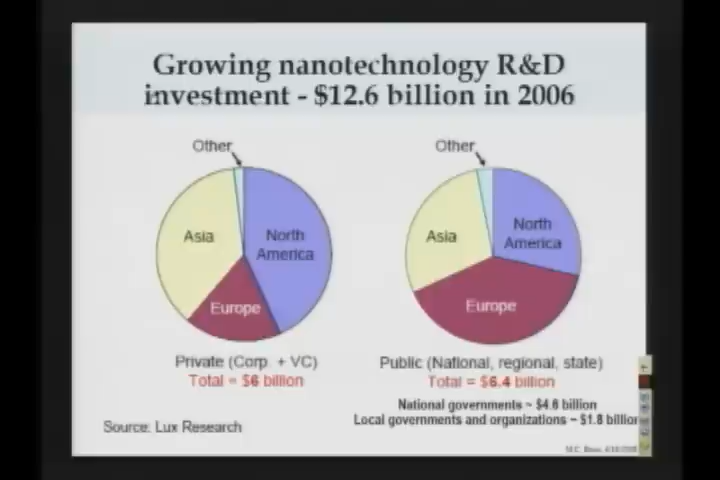 Growing nanotechnology R&D
investment - $12.6 billion in 2006
Other
Other
Asia
North
America
Europe
Asia
North
America
Europe
Private (Corp. + VC)
Total = $6 billion
Public (National, regional, state)
Total = $6.4 billion
National governments ~ $4.6 billion
Local governments and organizations ~ $1.8 billion
Source: Lux Research